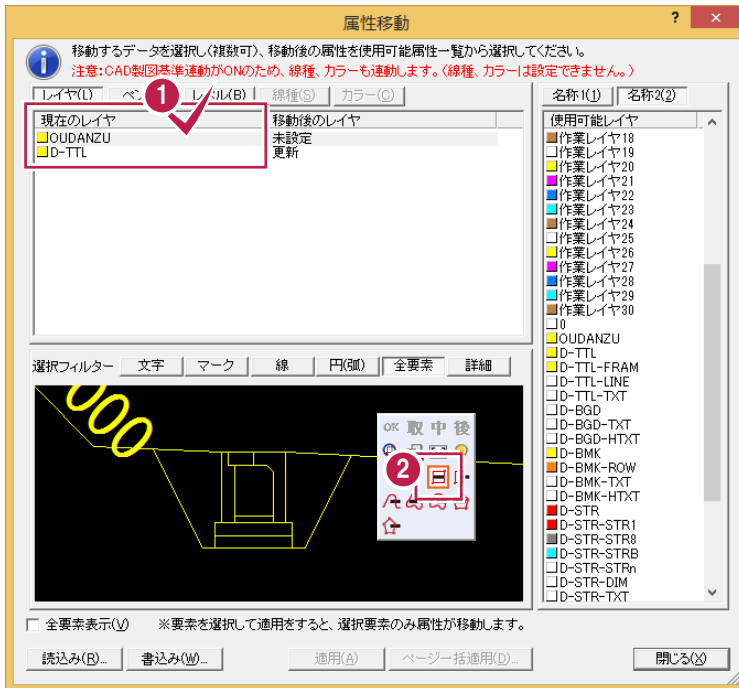 属性移動
? ×
移動するデータを選択し(複数可)、移動後の属性を使用可能属性一覧から選択してください。
注意:CAD製図基準連動がONのため、線種、カラーも連動します。(線種、カラーは設定できません。)
レイヤ(L) レベル(B) 線種(S) カラー(C)
1
名称1(1) 名称2(2)
現在のレイヤ 移動後のレイヤ
OUDANZU 未設定
D-TTL 更新
使用可能レイヤ
作業レイヤ18
作業レイヤ19
作業レイヤ20
作業レイヤ21
作業レイヤ22
作業レイヤ23
作業レイヤ24
作業レイヤ25
作業レイヤ26
作業レイヤ27
作業レイヤ28
作業レイヤ29
作業レイヤ30
0
OUDANZU
D-TTL
D-TTL-FRAM
D-TTL-LINE
D-TTL-TXT
D-BGD
D-BGD-TXT
D-BGD-HTXT
D-BMK
D-BMK-ROW
D-BMK-TXT
D-BMK-HTXT
D-STR
D-STR-STR1
D-STR-STR8
D-STR-STRB
D-STR-STRn
D-STR-DIM
D-STR-TXT
選択フィルター 文字 マーク 線 円(弧) 全要素 詳細
000
OK 取 中 後
2
全要素表示(V) ※要素を選択して適用をすると、選択要素のみ属性が移動します。
読込み(R)... 書込み(W)... 適用(A) ページ一括適用(D)... 閉じる(X)